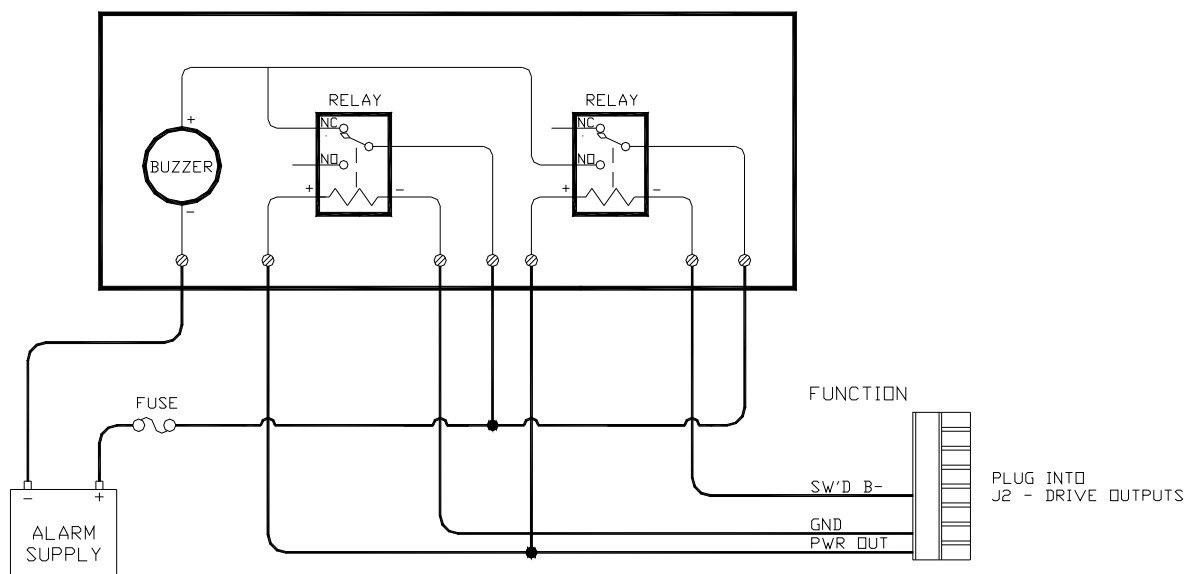 RELAY
RELAY
+
NC
NC
BUZZER
NO
NO
+
-
+
-
-
FUNCTION
FUSE
PLUG INTO
J2 - DRIVE OUTPUTS
SW'D B-
- +
GND
PWR OUT
ALARM
SUPPLY